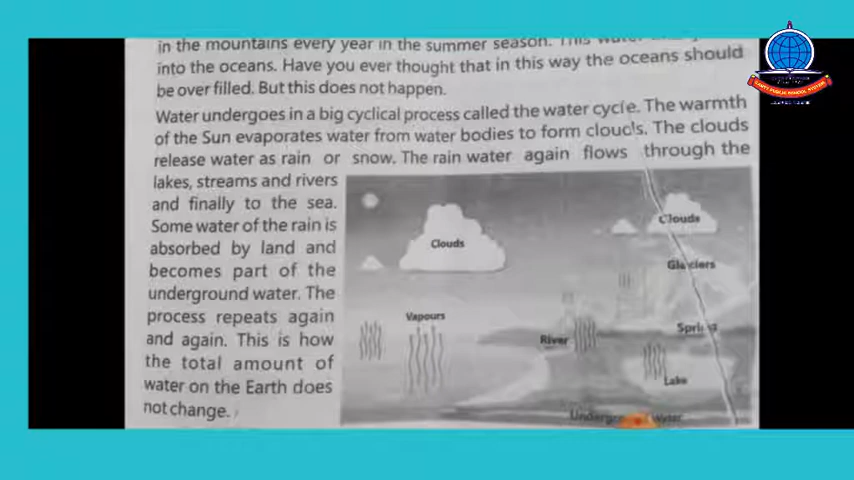 in the mountains every year in the summer season. This
into the oceans. Have you ever thought that in this way the oceans should
be over filled. But this does not happen.
Water undergoes in a big cyclical process called the water cycle. The warmth
of the Sun evaporates water from water bodies to form clouds. The clouds
release water as rain or snow. The rain water again flows through the
lakes, streams and rivers
and finally to the sea.
Some water of the rain is
absorbed by land and
becomes part of the
underground water. The
process repeats again
and again. This is how
the total amount of
water on the Earth does
not change.
Clouds
Clouds
Glaciers
Vapours
Spring
River
Lake
Underground Water